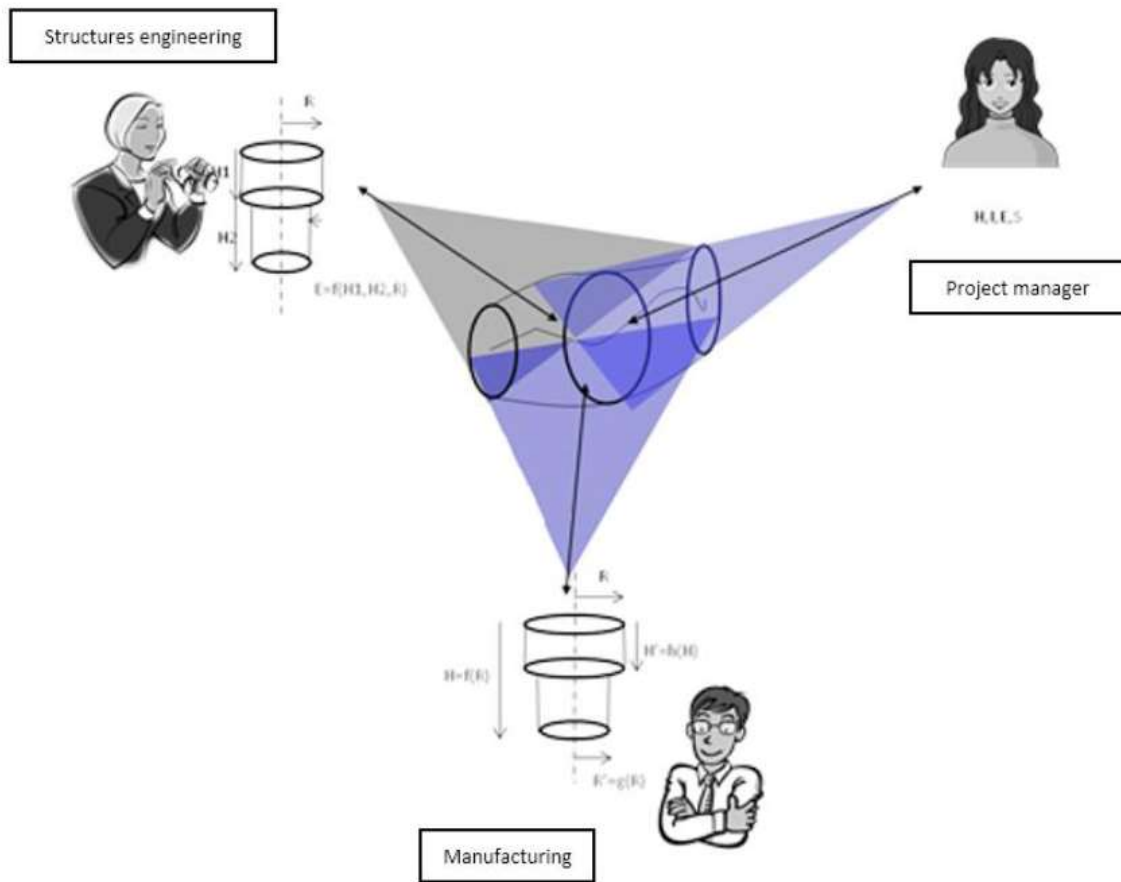 Structures engineering
R
H1
H2
E=f(H1,H2,R)
H, I, E, S
Project manager
R
H=f(R)
H'=h(H)
R'=g(R)
Manufacturing